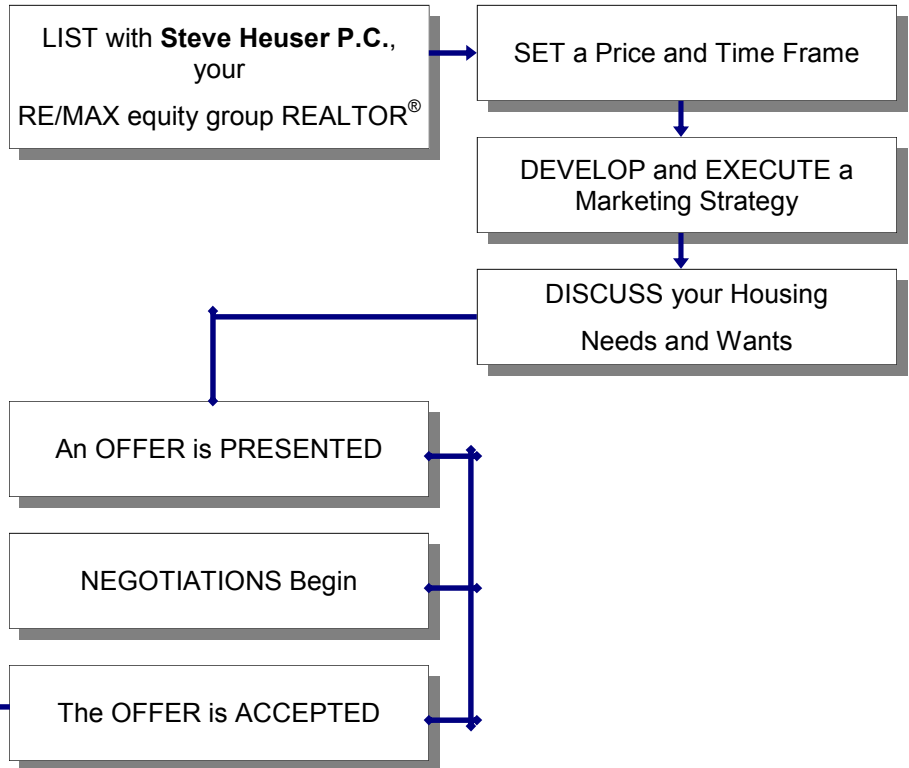 LIST with Steve Heuser P.C.,
your
RE/MAX equity group REALTOR®
SET a Price and Time Frame
DEVELOP and EXECUTE a
Marketing Strategy
DISCUSS your Housing
Needs and Wants
An OFFER is PRESENTED
NEGOTIATIONS Begin
The OFFER is ACCEPTED